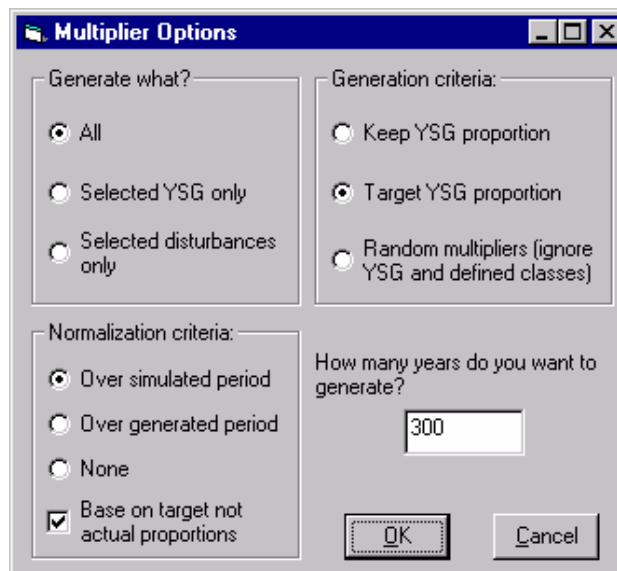 Multiplier Options
Generate what?
All
Selected YSG only
Selected disturbances
only
Generation criteria:
Keep YSG proportion
Target YSG proportion
Random multipliers (ignore
YSG and defined classes)
Normalization criteria:
Over simulated period
Over generated period
None
Base on target not
actual proportions
How many years do you want to
generate?
300
OK
Cancel